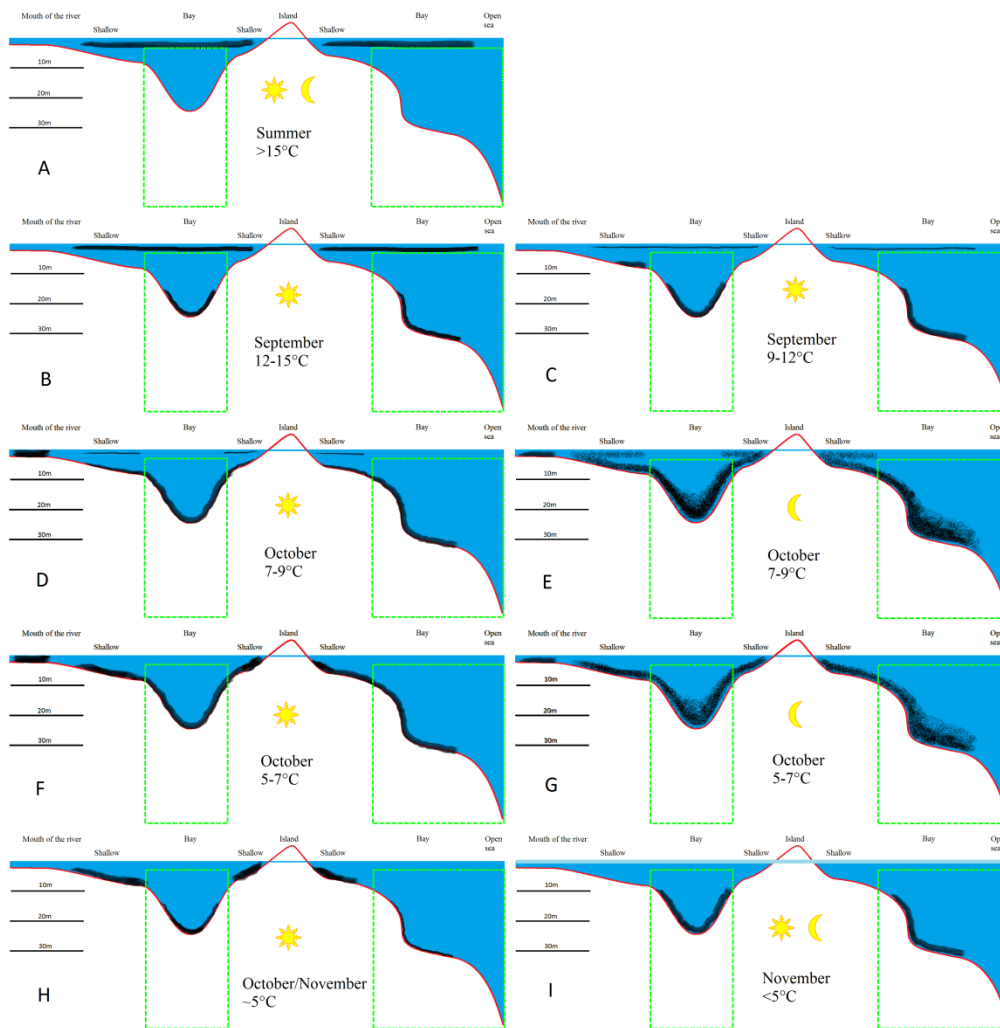 Mouth of the river Bay Island Open
sea
Shallow Shallow Shallow Bay
10m
20m
30m
Summer
>15°C
A
Mouth of the river Bay Island Bay Open
sea
Shallow Shallow Shallow
10m
20m
30m
September
12-15°C
B
Mouth of the river Bay Island Bay Open
sea
Shallow Shallow Shallow
10m
20m
30m
September
9-12°C
C
Mouth of the river Bay Island Bay Open
sea
Shallow Shallow Shallow
10m
20m
30m
October
7-9°C
D
Mouth of the river Bay Island Bay Open
sea
Shallow Shallow Shallow
10m
20m
30m
October
7-9°C
E
Mouth of the river Bay Island Bay Open
sea
Shallow Shallow Shallow
10m
20m
30m
October
5-7°C
F
Mouth of the river Bay Island Bay Open
sea
Shallow Shallow Shallow
10m
20m
30m
October
5-7°C
G
Mouth of the river Bay Island Bay Open
sea
Shallow Shallow Shallow
10m
20m
30m
October/November
~5°C
H
Mouth of the river Bay Island Bay Open
sea
Shallow Shallow Shallow
10m
20m
30m
November
<5°C
I